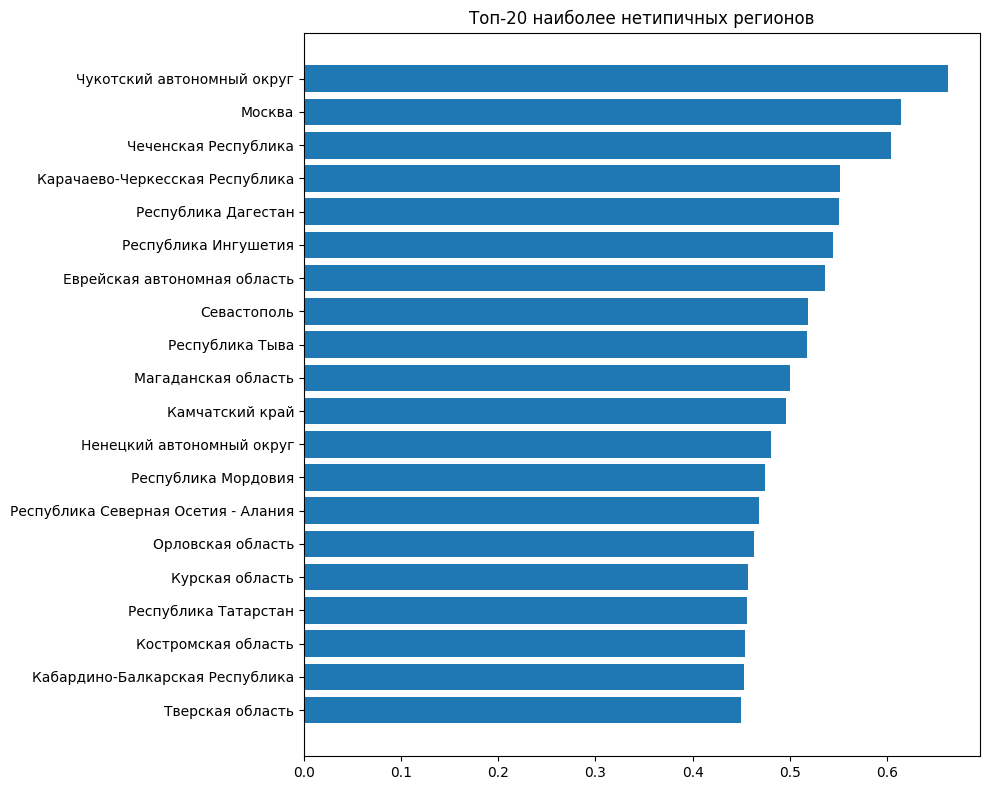 Топ-20 наиболее нетипичных регионов
Чукотский автономный округ
Москва
Чеченская Республика
Карачаево-Черкесская Республика
Республика Дагестан
Республика Ингушетия
Еврейская автономная область
Севастополь
Республика Тыва
Магаданская область
Камчатский край
Ненецкий автономный округ
Республика Мордовия
Республика Северная Осетия - Алания
Орловская область
Курская область
Республика Татарстан
Костромская область
Кабардино-Балкарская Республика
Тверская область
0.0 0.1 0.2 0.3 0.4 0.5 0.6